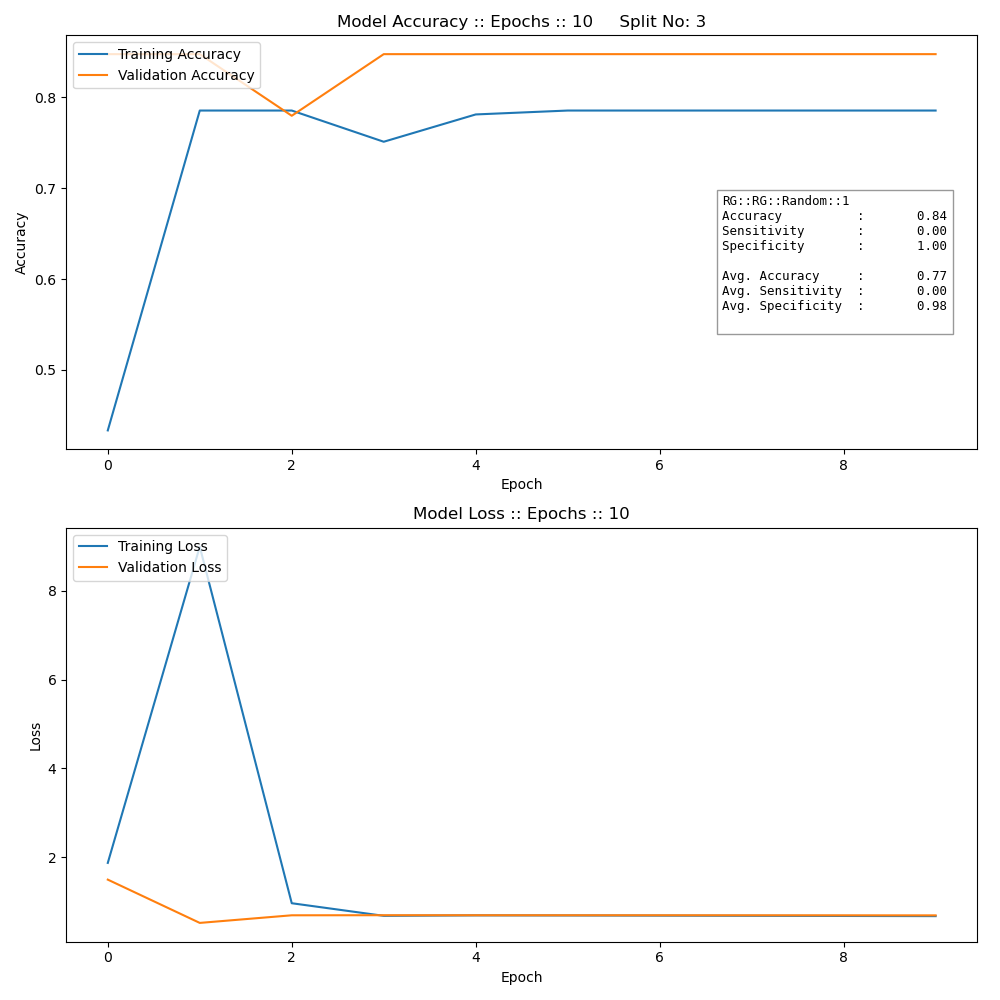 Model Accuracy :: Epochs :: 10 Split No: 3
Training Accuracy
Validation Accuracy
0.8
0.7
0.6
0.5
Accuracy
RG::RG::Random::1
Accuracy : 0.84
Sensitivity : 0.00
Specificity : 1.00
Avg. Accuracy : 0.77
Avg. Sensitivity : 0.00
Avg. Specificity : 0.98
0 2 4 6 8
Epoch
Model Loss :: Epochs :: 10
Training Loss
Validation Loss
8
6
4
2
Loss
0 2 4 6 8
Epoch